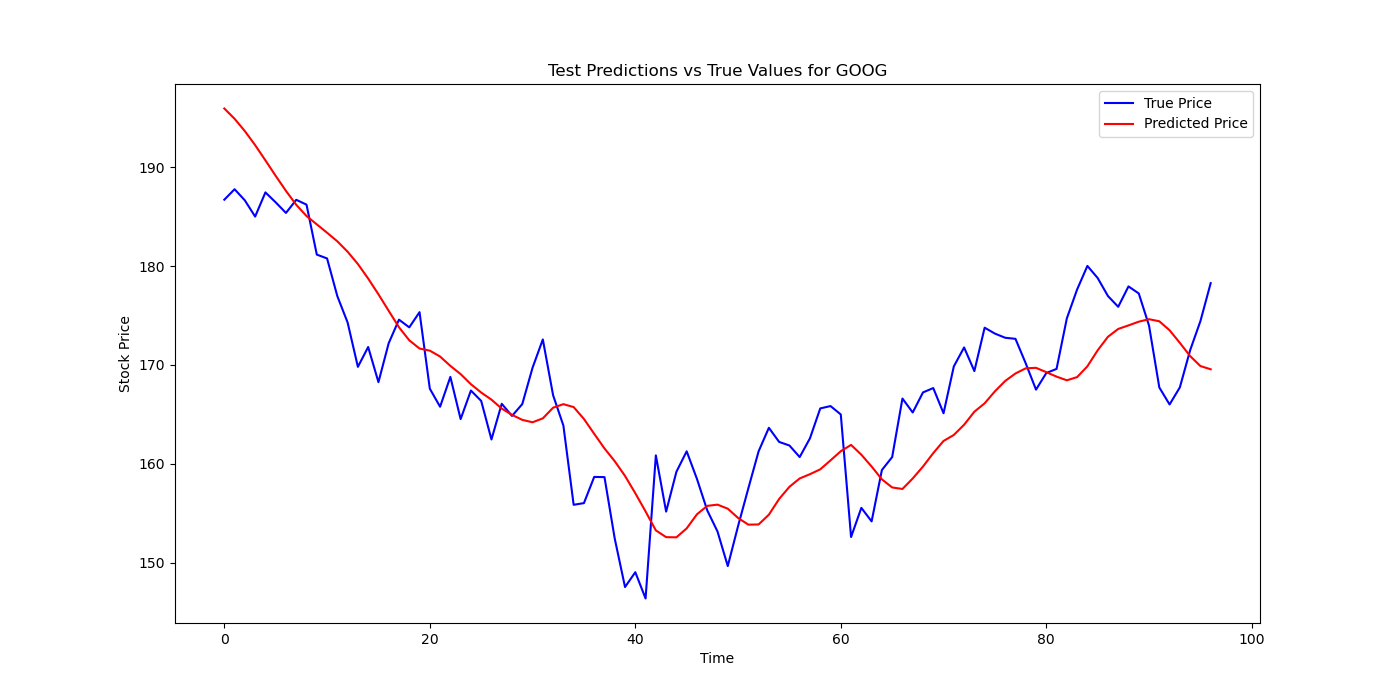 Test Predictions vs True Values for GOOG
True Price
Predicted Price
190
180
170
160
150
Stock Price
0 20 40 60 80 100
Time